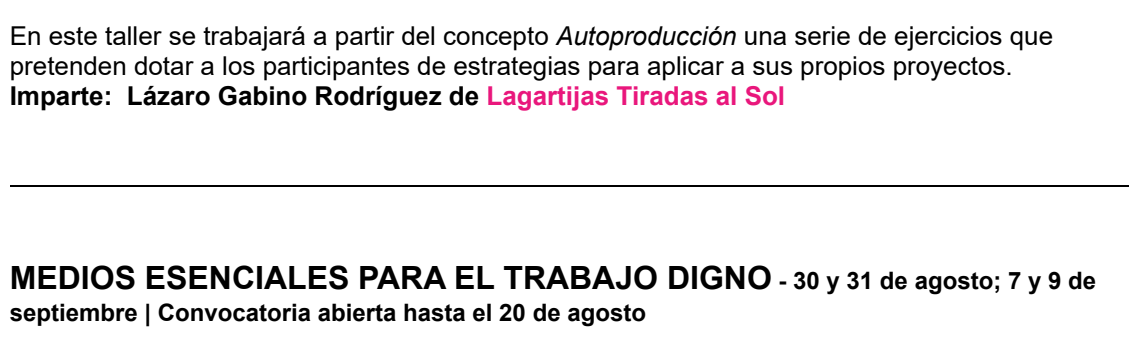 En este taller se trabajará a partir del concepto Autoproducción una serie de ejercicios que
pretenden dotar a los participantes de estrategias para aplicar a sus propios proyectos.
Imparte: Lázaro Gabino Rodríguez de Lagartijas Tiradas al Sol
MEDIOS ESENCIALES PARA EL TRABAJO DIGNO - 30 y 31 de agosto; 7 y 9 de
septiembre | Convocatoria abierta hasta el 20 de agosto